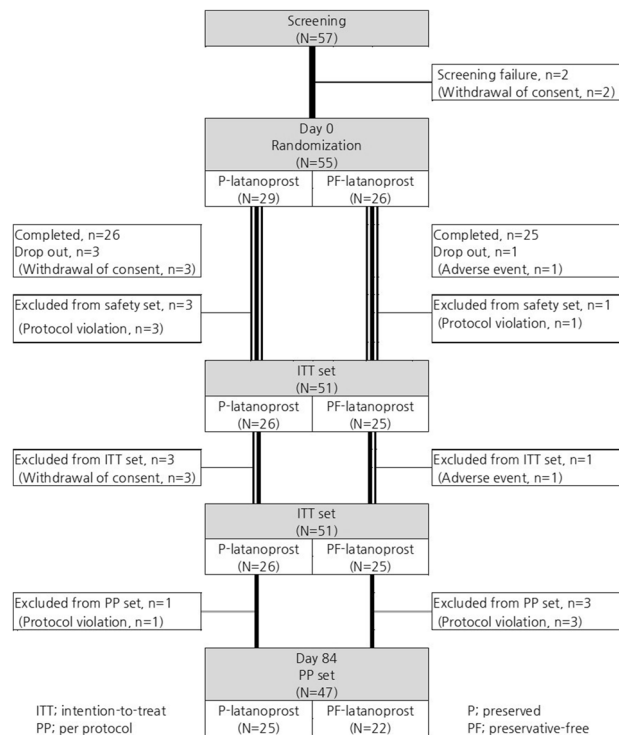 Screening
(N=57)
Screening failure, n=2
(Withdrawal of consent, n=2)
Day 0
Randomization
(N=55)
P-latanoprost
(N=29)
PF-latanoprost
(N=26)
Completed, n=26
Drop out, n=3
(Withdrawal of consent, n=3)
Completed, n=25
Drop out, n=1
(Adverse event, n=1)
Excluded from safety set, n=3
(Protocol violation, n=3)
Excluded from safety set, n=1
(Protocol violation, n=1)
ITT set
(N=51)
P-latanoprost
(N=26)
PF-latanoprost
(N=25)
Excluded from ITT set, n=3
(Withdrawal of consent, n=3)
Excluded from ITT set, n=1
(Adverse event, n=1)
ITT set
(N=51)
P-latanoprost
(N=26)
PF-latanoprost
(N=25)
Excluded from PP set, n=1
(Protocol violation, n=1)
Excluded from PP set, n=3
(Protocol violation, n=3)
Day 84
PP set
(N=47)
P-latanoprost
(N=25)
PF-latanoprost
(N=22)
ITT; intention-to-treat
PP; per protocol
P; preserved
PF; preservative-free